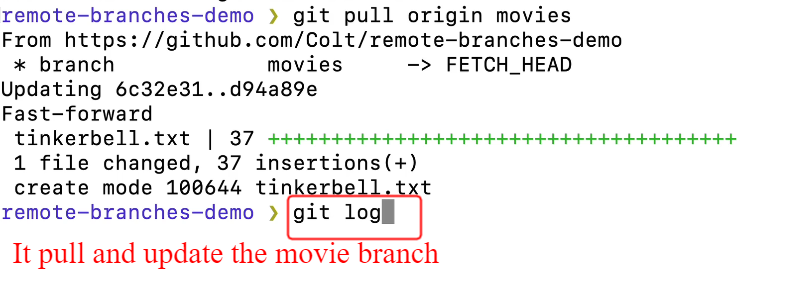 remote-branches-demo ❯ git pull origin movies
From https://github.com/Colt/remote-branches-demo
 * branch            movies     -> FETCH_HEAD
Updating 6c32e31..d94a89e
Fast-forward
 tinkerbell.txt | 37 +++++++++++++++++++++++++++++++++++++
 1 file changed, 37 insertions(+)
 create mode 100644 tinkerbell.txt
remote-branches-demo ❯ git log
It pull and update the movie branch